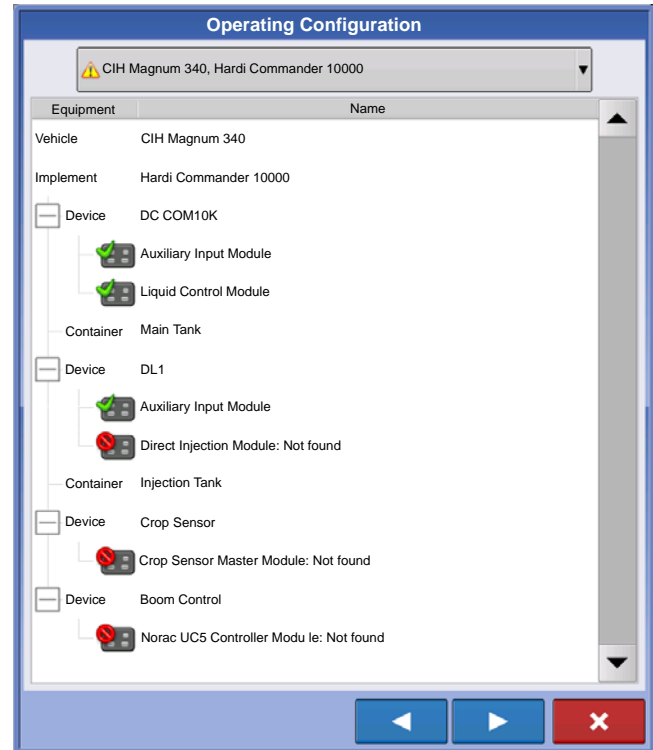 Operating Configuration
CIH Magnum 340, Hardi Commander 10000
Equipment Name
Vehicle CIH Magnum 340
Implement Hardi Commander 10000
Device DC COM10K
Auxiliary Input Module
Liquid Control Module
Container Main Tank
Device DL1
Auxiliary Input Module
Direct Injection Module: Not found
Container Injection Tank
Device Crop Sensor
Crop Sensor Master Module: Not found
Device Boom Control
Norac UC5 Controller Modu le: Not found